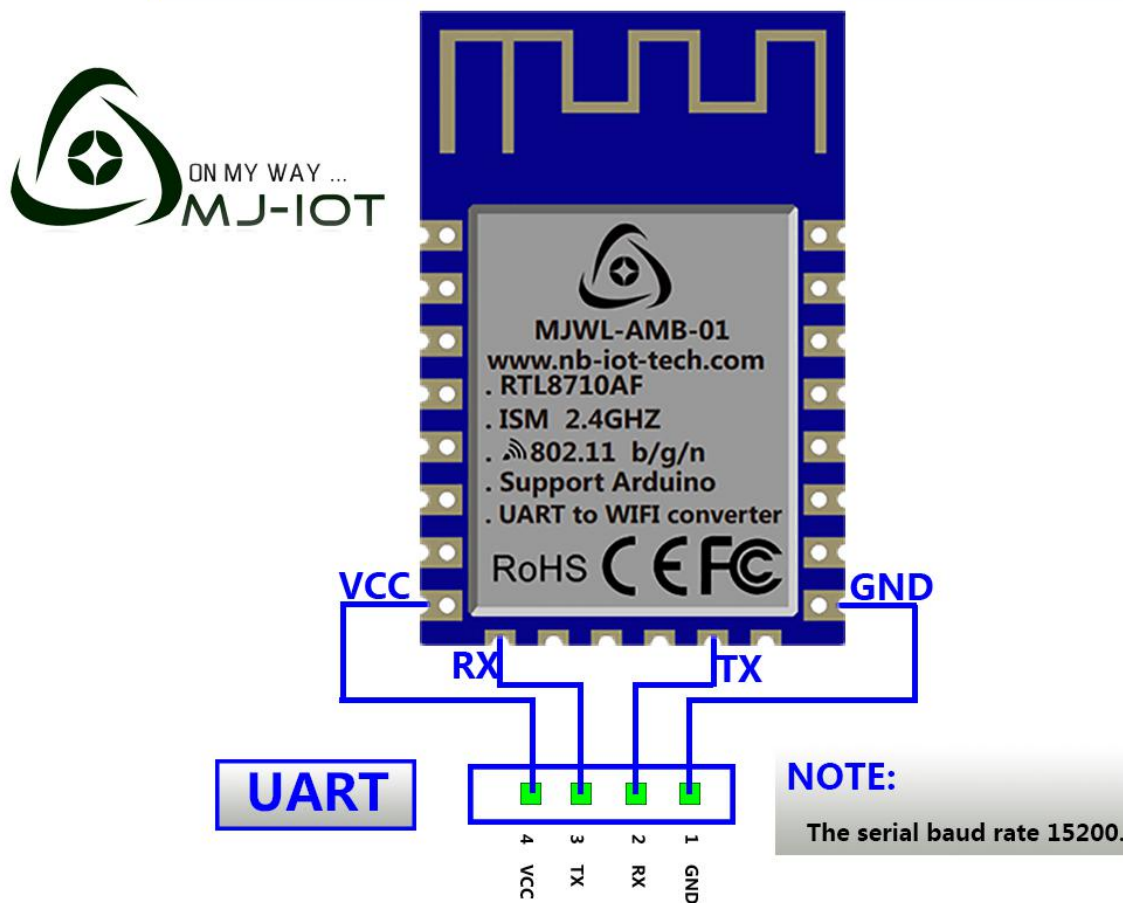 ON MY WAY ...
MJ-IOT
MJWL-AMB-01
www.nb-iot-tech.com
. RTL8710AF
. ISM 2.4GHZ
. 802.11 b/g/n
. Support Arduino
. UART to WIFI converter
RoHS CE FC
VCC
GND
RX
TX
UART
NOTE:
The serial baud rate 15200.
4 VCC
3 TX
2 RX
1 GND